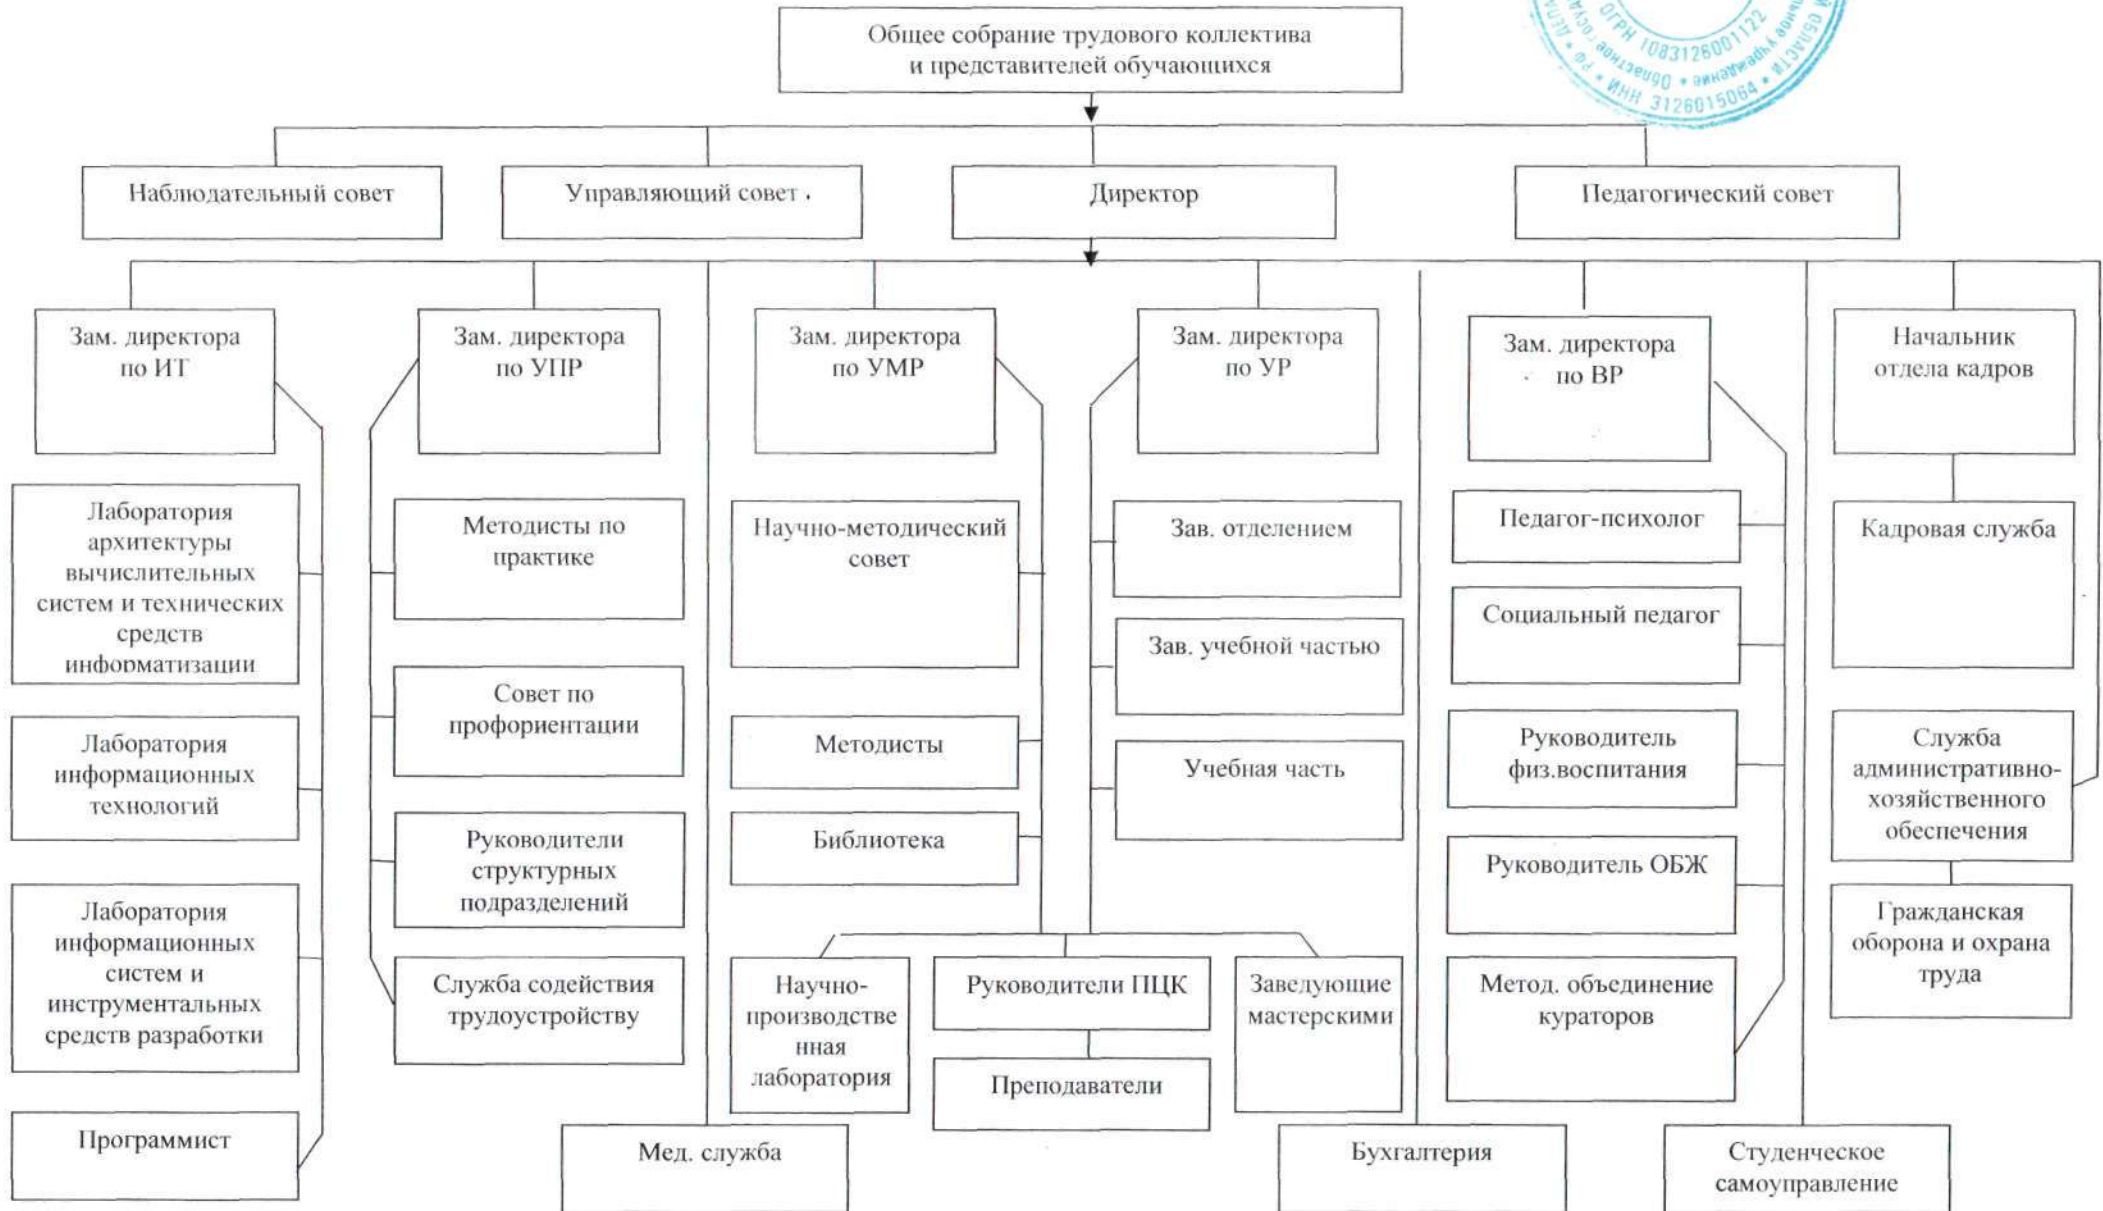 Общее собрание трудового коллектива
и представителей обучающихся
ОГРН 1083126001122
ИНН 3126015064
Наблюдательный совет
Управляющий совет
Директор
Педагогический совет
Зам. директора
по ИТ
Зам. директора
по УПР
Зам. директора
по УМР
Зам. директора
по УР
Зам. директора
по ВР
Начальник
отдела кадров
Лаборатория
архитектуры
вычислительных
систем и технических
средств
информатизации
Лаборатория
информационных
технологий
Лаборатория
информационных
систем и
инструментальных
средств разработки
Программист
Методисты по
практике
Совет по
профориентации
Руководители
структурных
подразделений
Служба содействия
трудоустройству
Научно-методический
совет
Методисты
Библиотека
Зав. отделением
Зав. учебной частью
Учебная часть
Научно-
производстве
нная
лаборатория
Руководители ПЦК
Преподаватели
Заведующие
мастерскими
Педагог-психолог
Социальный педагог
Руководитель
физ.воспитания
Руководитель ОБЖ
Метод. объединение
кураторов
Кадровая служба
Служба
административно-
хозяйственного
обеспечения
Гражданская
оборона и охрана
труда
Мед. служба
Бухгалтерия
Студенческое
самоуправление